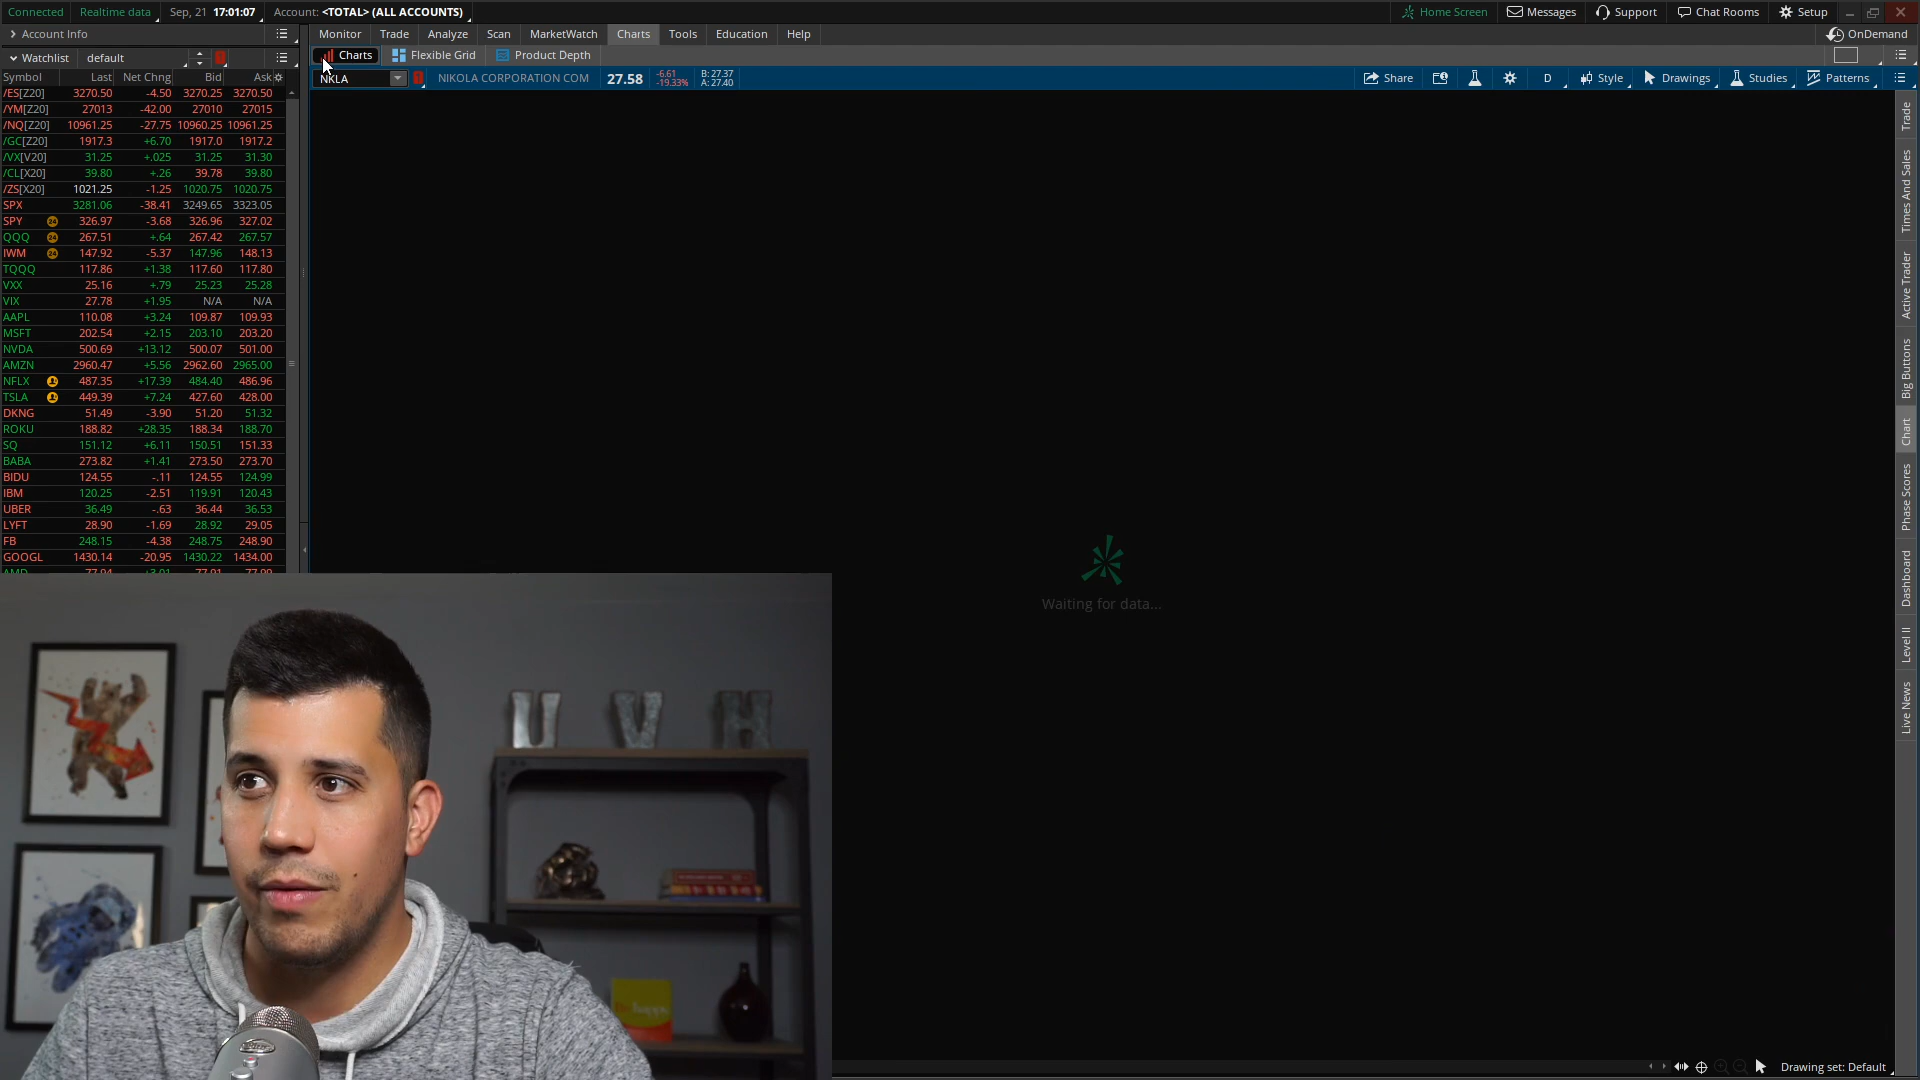 Connected Realtime data Sep, 21 17:01:07 Account: <TOTAL> (ALL ACCOUNTS) Home Screen Messages Support Chat Rooms Setup
Account Info Monitor Trade Analyze Scan MarketWatch Charts Tools Education Help OnDemand
Watchlist default Charts Flexible Grid Product Depth
NKLA NIKOLA CORPORATION COM 27.58 -6.61 -19.33% B: 27.37 A: 27.40 Share D Style Drawings Studies Patterns
Symbol Last Net Chng Bid Ask
/ES[Z20] 3270.50 -4.50 3270.25 3270.50
/YM[Z20] 27013 -42.00 27010 27015
/NQ[Z20] 10961.25 -27.75 10960.25 10961.25
/GC[Z20] 1917.3 +6.70 1917.0 1917.2
/VX[V20] 31.25 +.025 31.25 31.30
/CL[X20] 39.80 +.26 39.78 39.80
/ZS[X20] 1021.25 -1.25 1020.75 1020.75
SPX 3281.06 -38.41 3249.65 3323.05
SPY 24 326.97 -3.68 326.96 327.02
QQQ 24 267.51 +.64 267.42 267.57
IWM 24 147.92 -5.37 147.96 148.13
TQQQ 117.86 +1.38 117.60 117.80
VXX 25.16 +.79 25.23 25.28
VIX 27.78 +1.95 N/A N/A
AAPL 110.08 +3.24 109.87 109.93
MSFT 202.54 +2.15 203.10 203.20
NVDA 500.69 +13.12 500.07 501.00
AMZN 2960.47 +5.56 2962.60 2965.00
NFLX 487.35 +17.39 484.40 486.96
TSLA 449.39 +7.24 427.60 428.00
DKNG 51.49 -3.90 51.20 51.32
ROKU 188.82 +28.35 188.34 188.70
SQ 151.12 +6.11 150.51 151.33
BABA 273.82 +1.41 273.50 273.70
BIDU 124.55 -.11 124.55 124.99
IBM 120.25 -2.51 119.91 120.43
UBER 36.49 -.63 36.44 36.53
LYFT 28.90 -1.69 28.92 29.05
FB 248.15 -4.38 248.75 248.90
GOOGL 1430.14 -20.95 1430.22 1434.00
AMD 77.94 +3.01 77.91 77.99
Waiting for data...
Trade
Times And Sales
Active Trader
Big Buttons
Chart
Phase Scores
Dashboard
Level II
Live News
U V H
Drawing set: Default